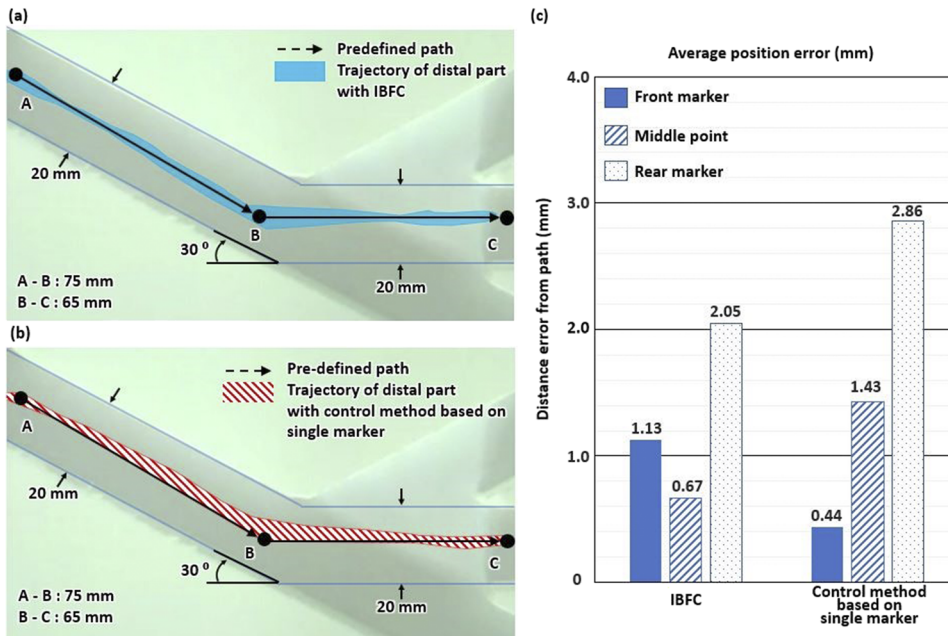 (a)
Predefined path
Trajectory of distal part
with IBFC
A
20 mm
B
C
30 °
20 mm
A - B : 75 mm
B - C : 65 mm
(b)
Pre-defined path
Trajectory of distal part
with control method based on
single marker
A
20 mm
B
C
30 °
20 mm
A - B : 75 mm
B - C : 65 mm
(c)
Average position error (mm)
Distance error from path (mm)
4.0
3.0
2.0
1.0
0
Front marker
Middle point
Rear marker
1.13
0.67
2.05
0.44
1.43
2.86
IBFC
Control method
based on
single marker